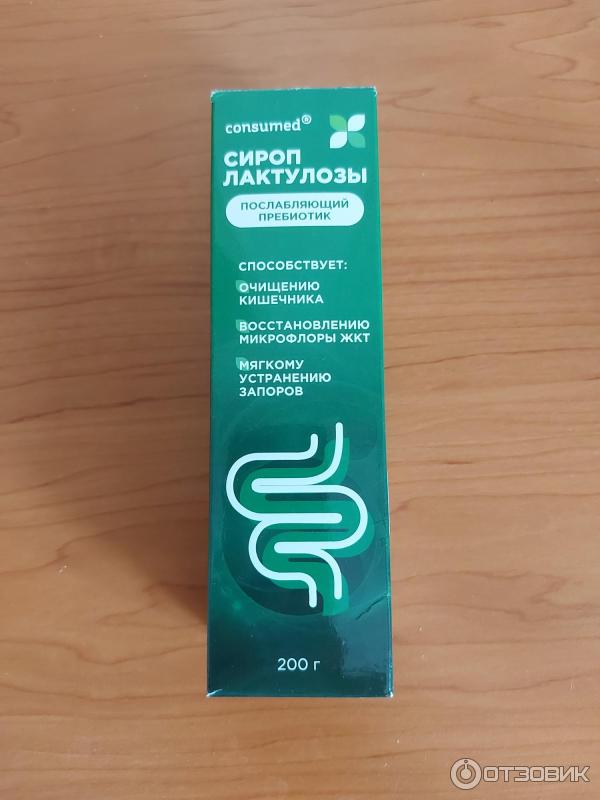 consumed®
СИРОП
ЛАКТУЛОЗЫ
ПОСЛАБЛЯЮЩИЙ
ПРЕБИОТИК
СПОСОБСТВУЕТ:
ОЧИЩЕНИЮ
КИШЕЧНИКА
ВОССТАНОВЛЕНИЮ
МИКРОФЛОРЫ ЖКТ
МЯГКОМУ
УСТРАНЕНИЮ
ЗАПОРОВ
200 г
ОТЗОВИК